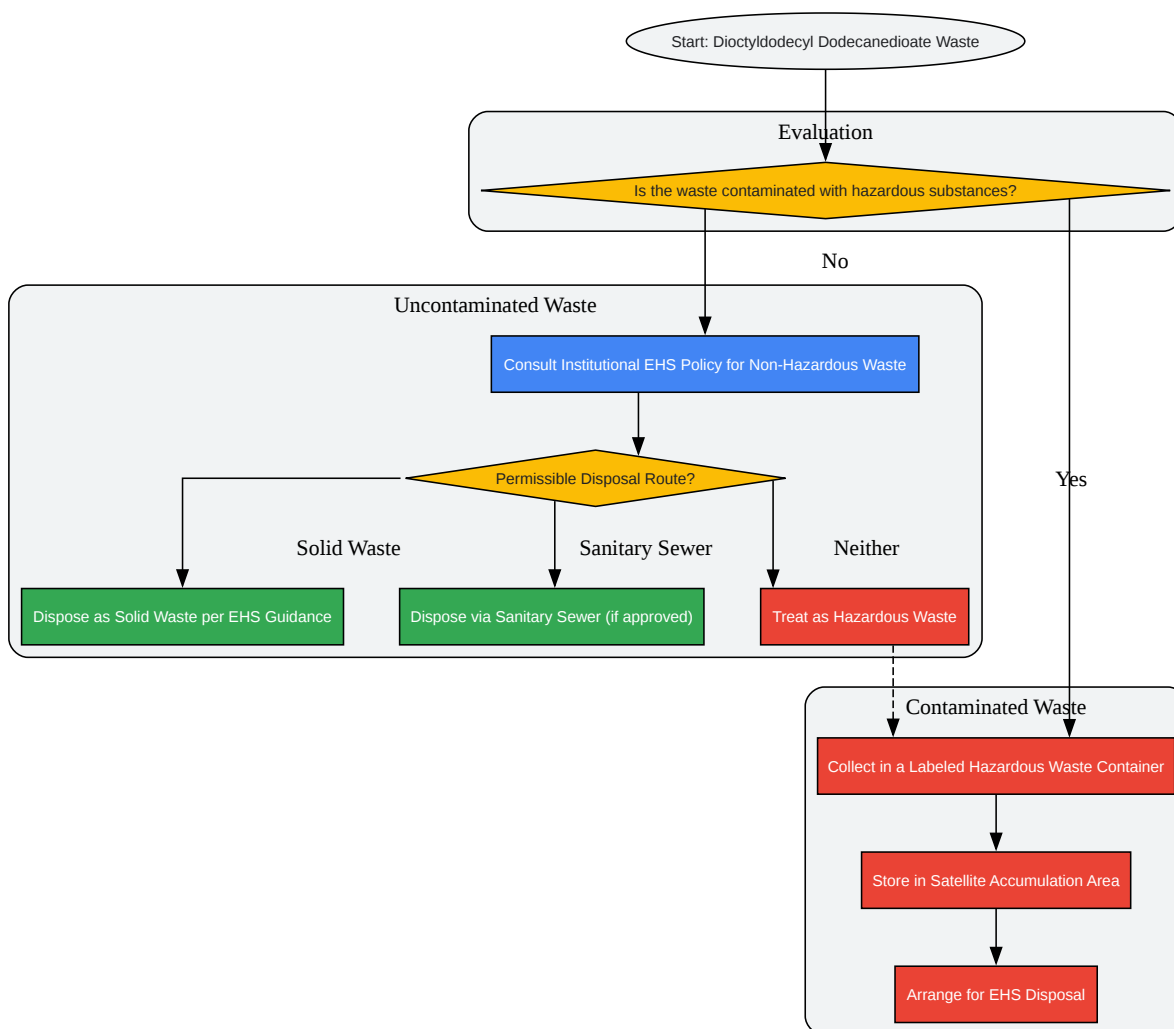 Start: Dioctyldodecyl Dodecanedioate Waste
Evaluation
Is the waste contaminated with hazardous substances?
No
Uncontaminated Waste
Consult Institutional EHS Policy for Non-Hazardous Waste
Permissible Disposal Route?
Yes
Solid Waste
Sanitary Sewer
Neither
Dispose as Solid Waste per EHS Guidance
Dispose via Sanitary Sewer (if approved)
Treat as Hazardous Waste
Contaminated Waste
Collect in a Labeled Hazardous Waste Container
Store in Satellite Accumulation Area
Arrange for EHS Disposal